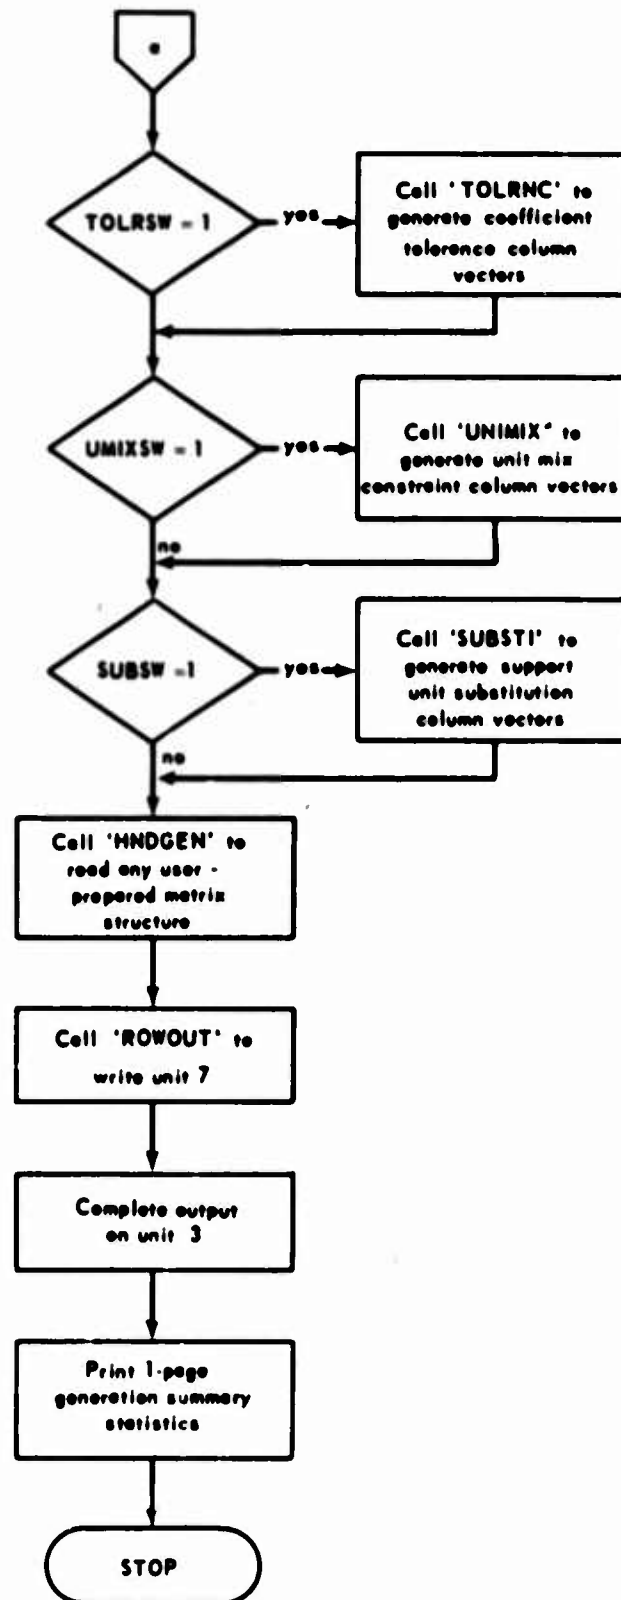 a
TOLRSW = 1
yes
Call 'TOLRNC' to
generate coefficient
tolerance column
vectors
UMIXSW = 1
yes
Call 'UNIMIX' to
generate unit mix
constraint column vectors
no
SUBSW =1
yes
Call 'SUBSTI' to
generate support
unit substitution
column vectors
no
Call 'HNDGEN' to
read any user -
prepared matrix
structure
Call 'ROWOUT' to
write unit 7
Complete output
on unit 3
Print 1-page
generation summary
statistics
STOP